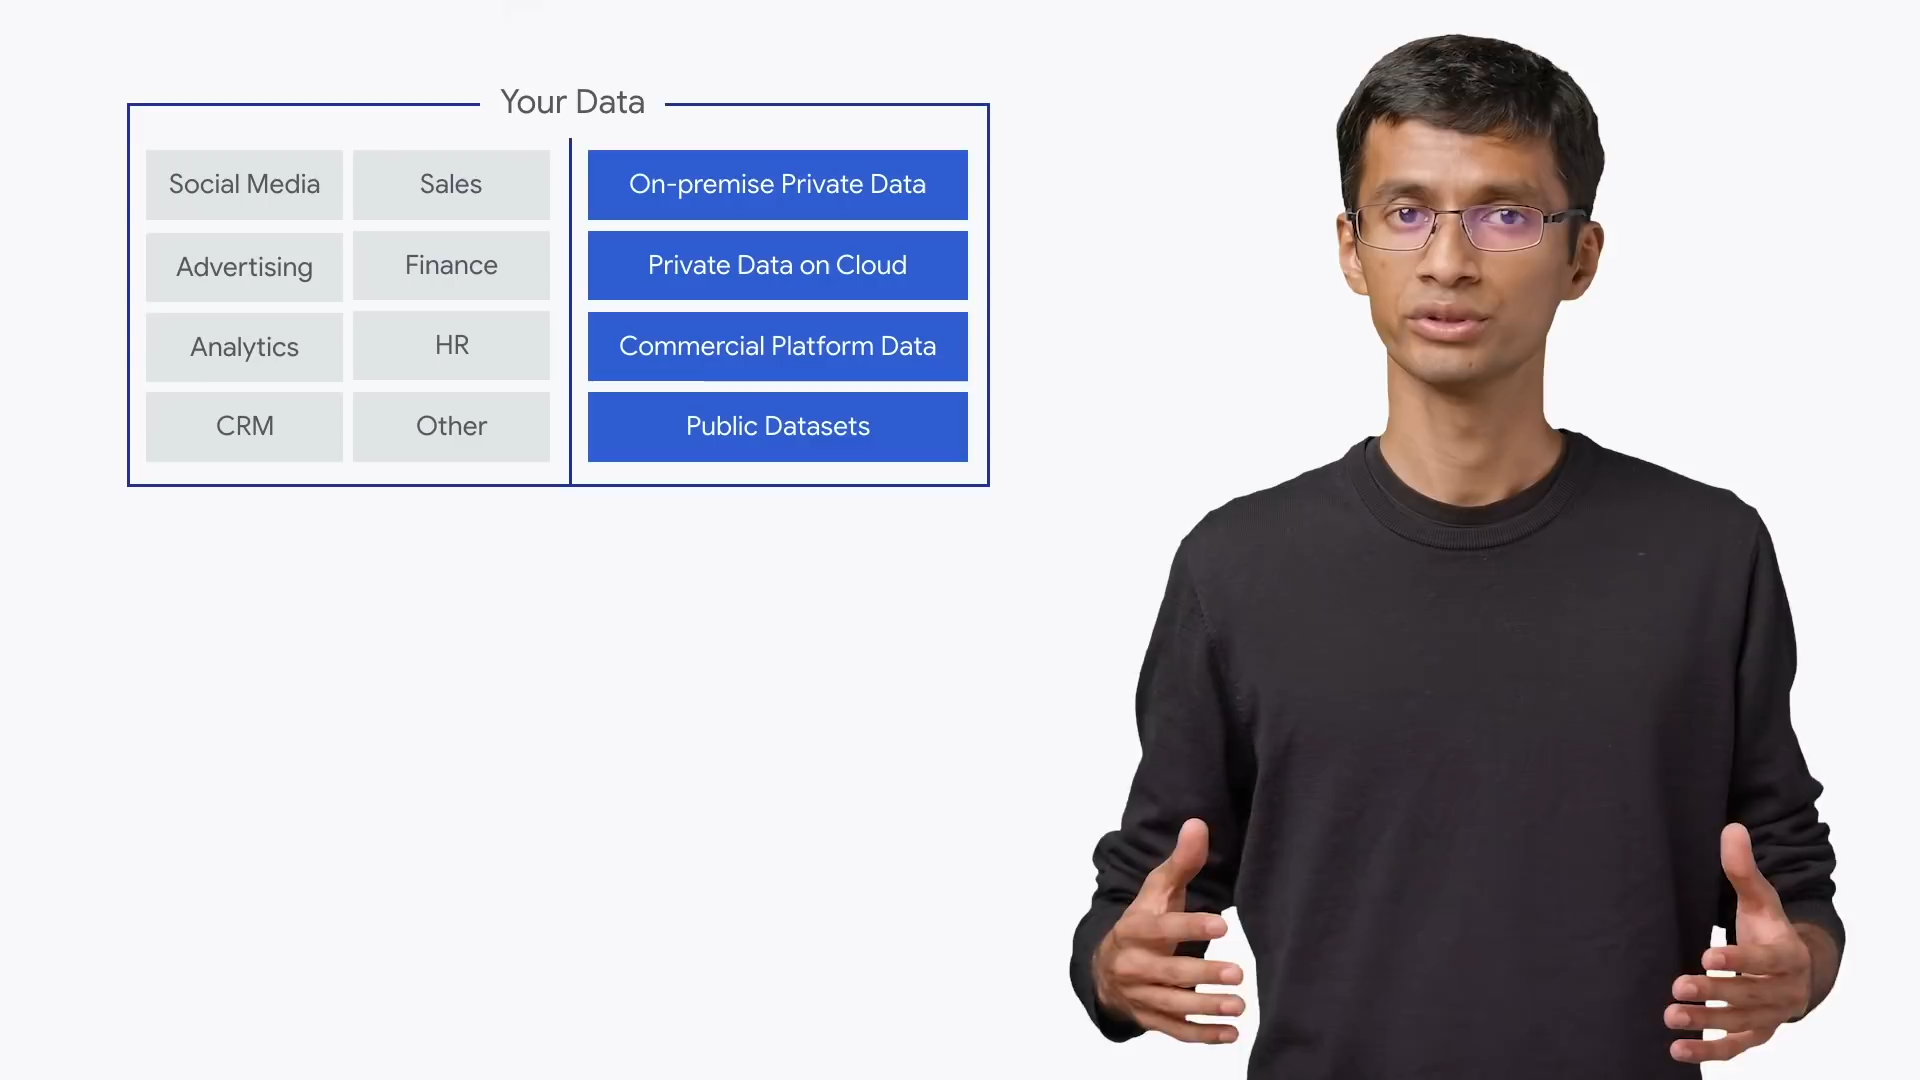 Your Data
Social Media
Sales
On-premise Private Data
Advertising
Finance
Private Data on Cloud
Analytics
HR
Commercial Platform Data
CRM
Other
Public Datasets